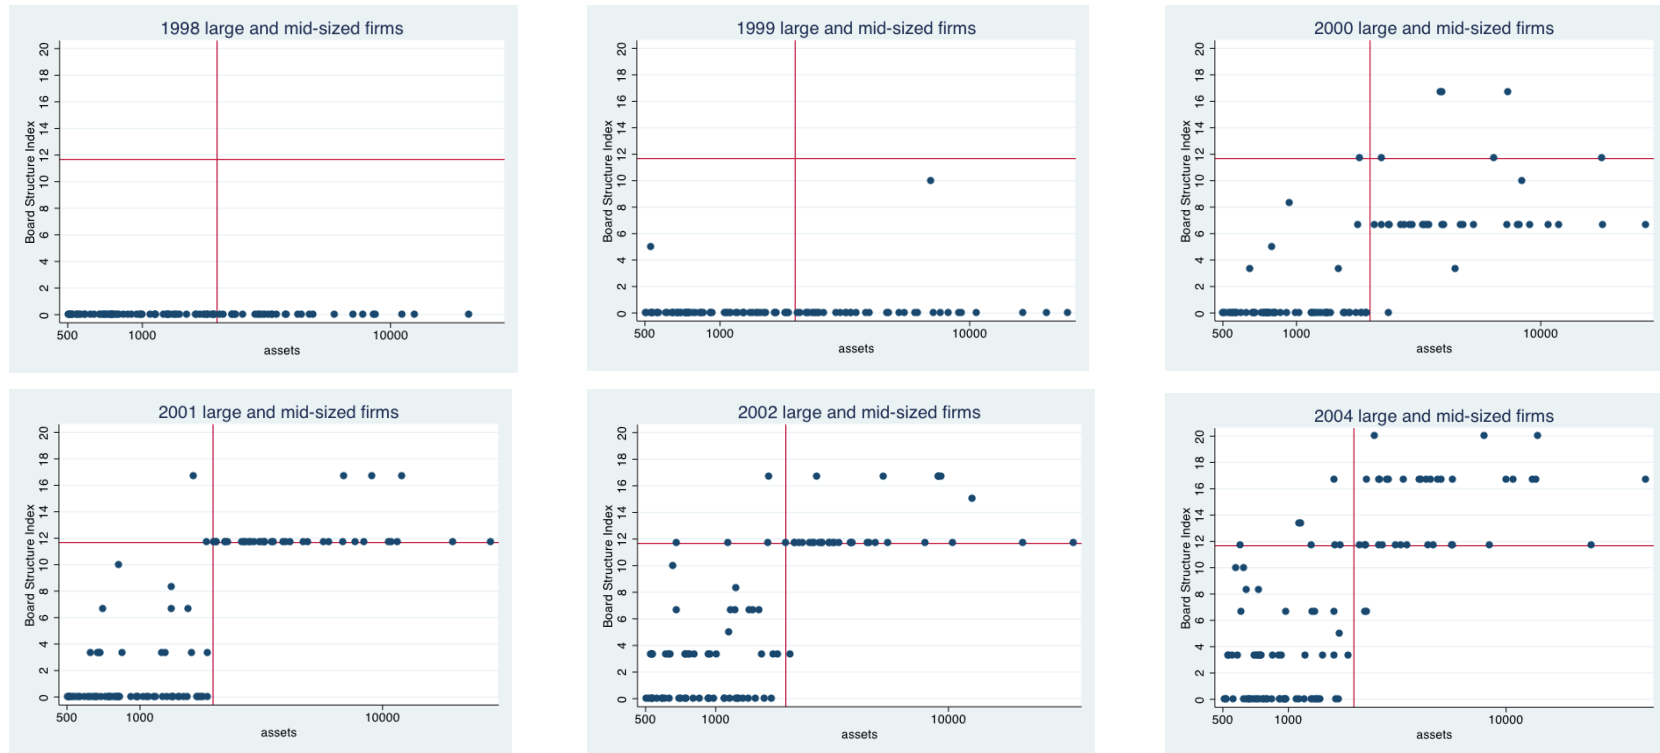 1998 large and mid-sized firms
Board Structure Index
20
18
16
14
12
10
8
6
4
2
0
500 1000 10000
assets
1999 large and mid-sized firms
Board Structure Index
20
18
16
14
12
10
8
6
4
2
0
500 1000 10000
assets
2000 large and mid-sized firms
Board Structure Index
20
18
16
14
12
10
8
6
4
2
0
500 1000 10000
assets
2001 large and mid-sized firms
Board Structure Index
20
18
16
14
12
10
8
6
4
2
0
500 1000 10000
assets
2002 large and mid-sized firms
Board Structure Index
20
18
16
14
12
10
8
6
4
2
0
500 1000 10000
assets
2004 large and mid-sized firms
Board Structure Index
20
18
16
14
12
10
8
6
4
2
0
500 1000 10000
assets